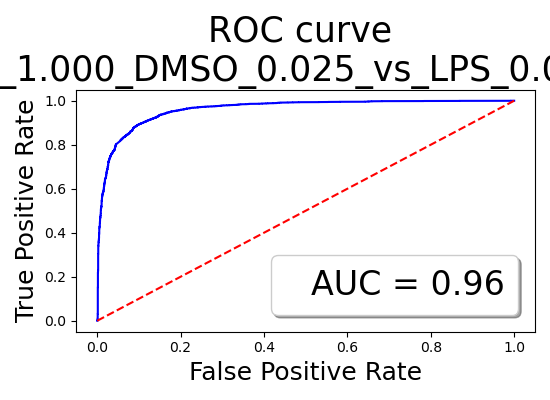 ROC curve
_1.000_DMSO_0.025_vs_LPS_0.0
True Positive Rate
1.0
0.8
0.6
0.4
0.2
0.0
AUC = 0.96
0.0 0.2 0.4 0.6 0.8 1.0
False Positive Rate